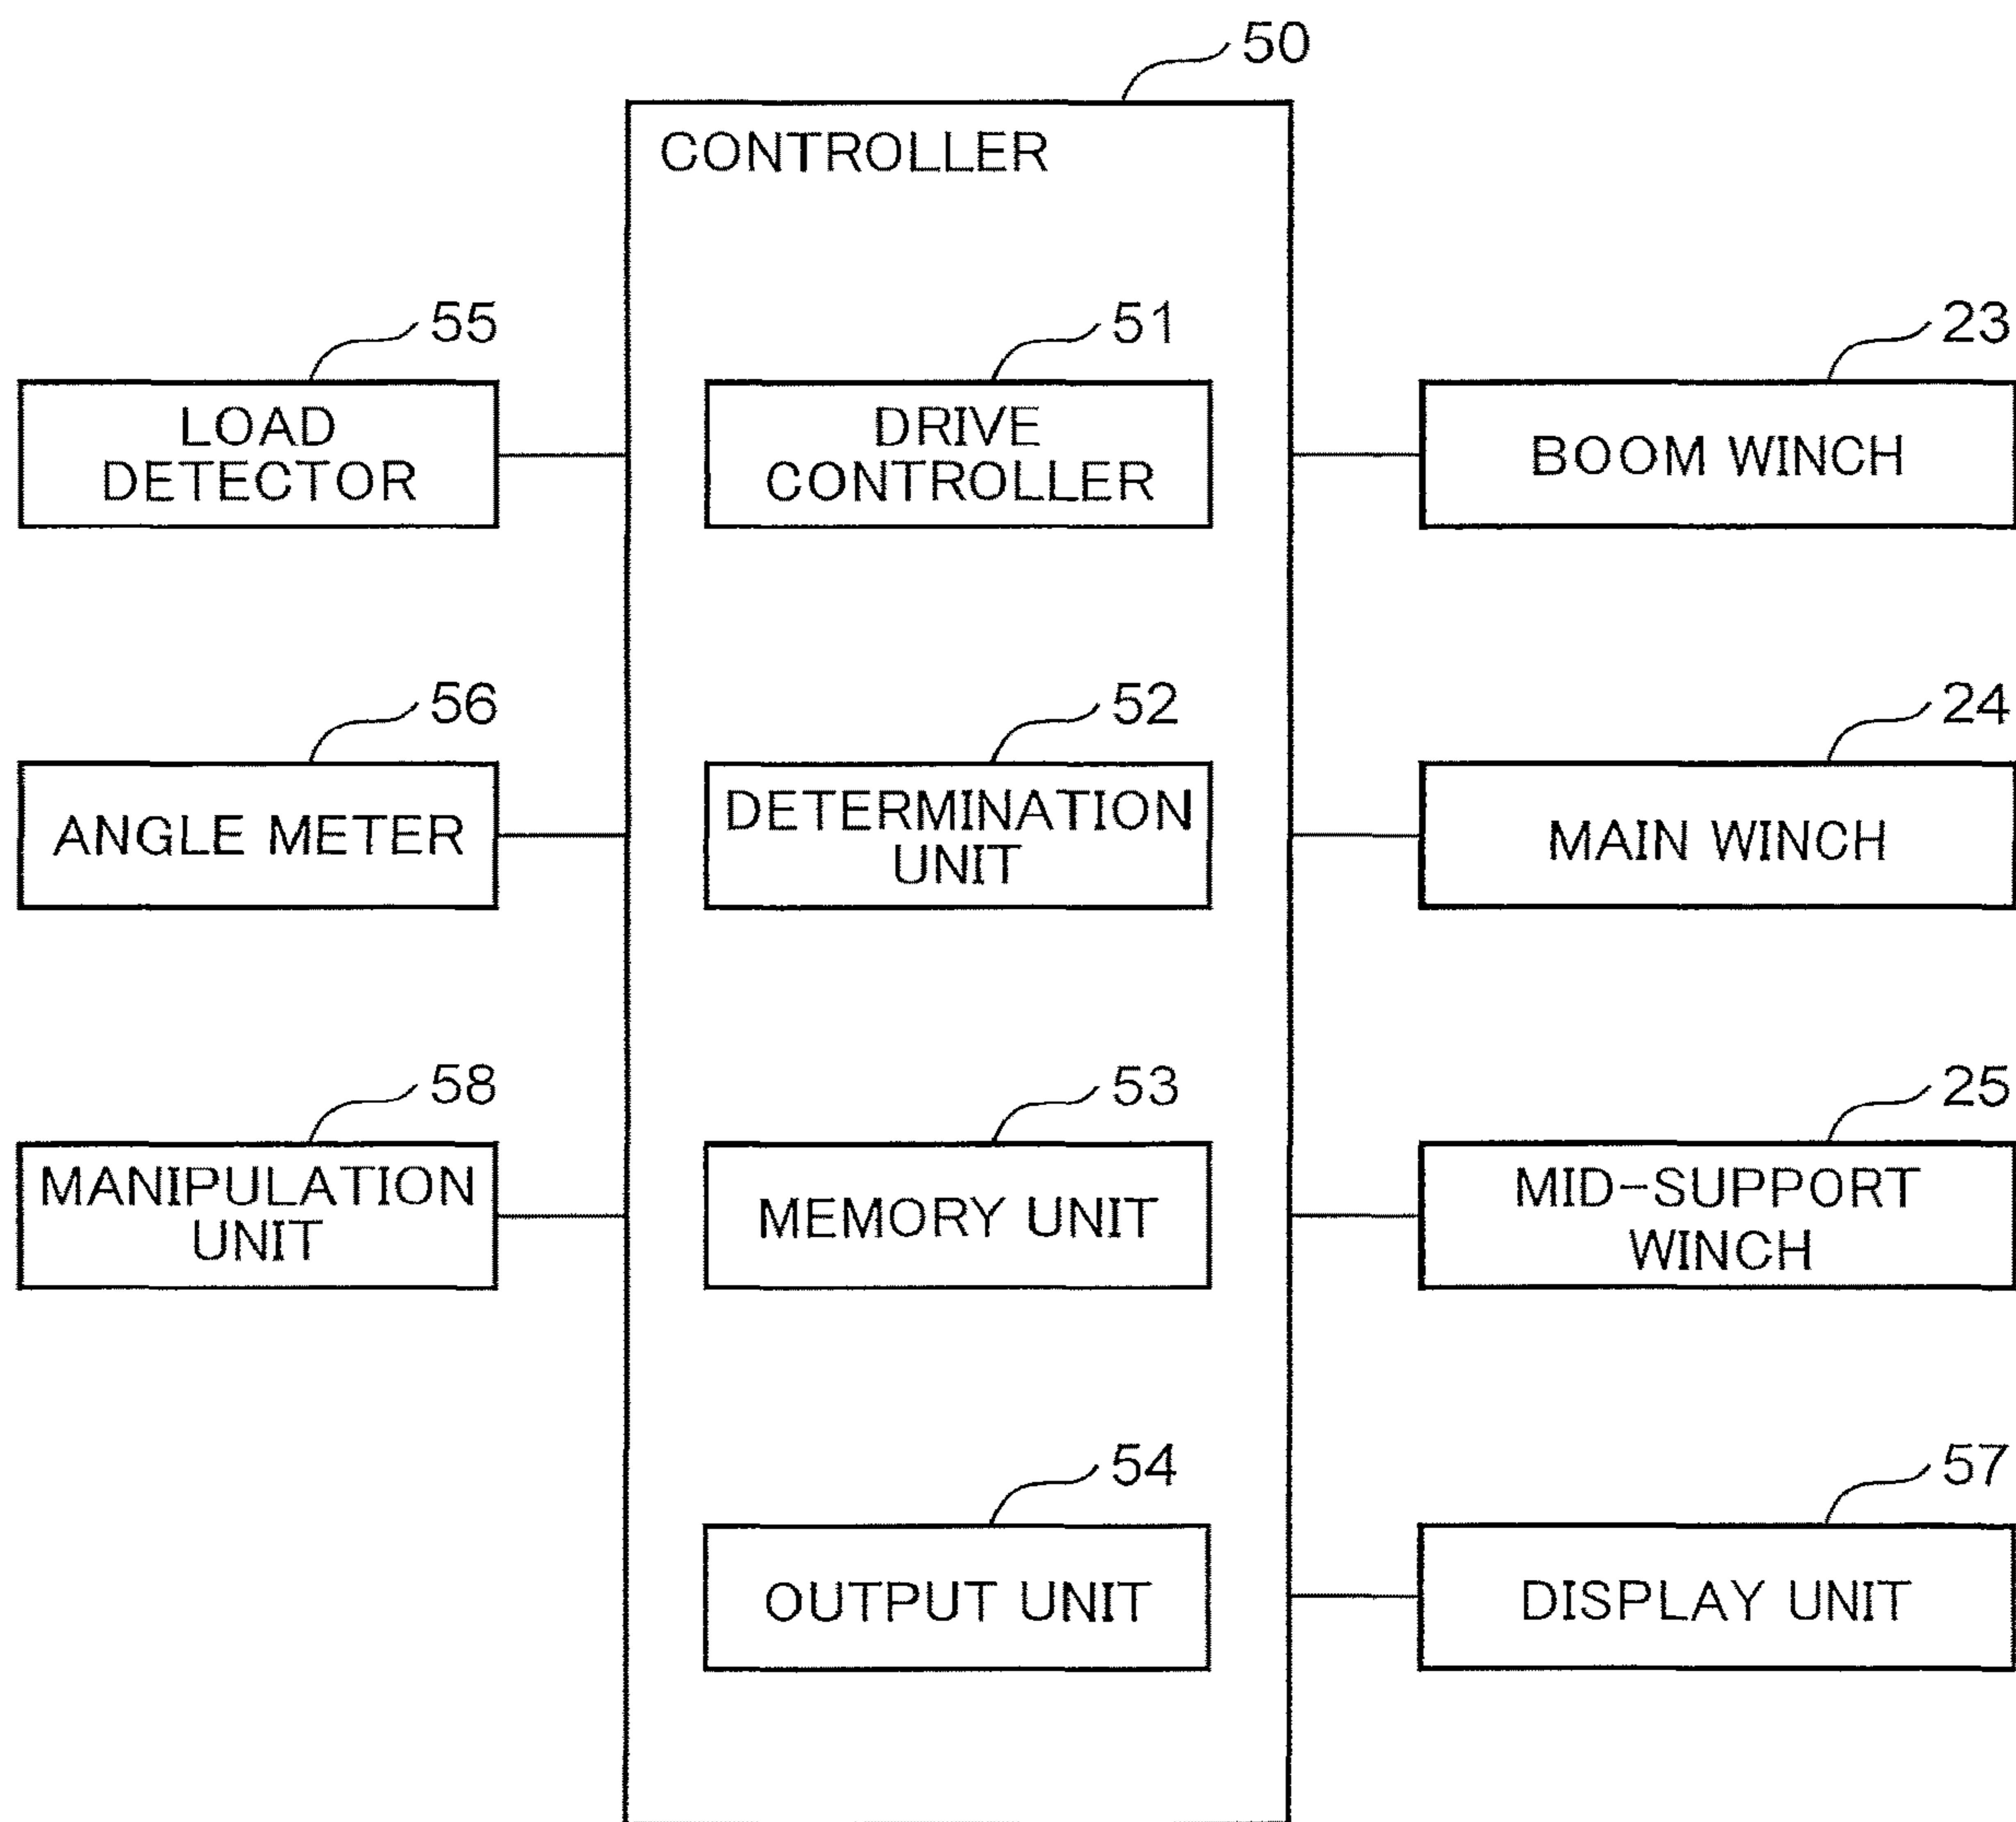 50
CONTROLLER
55
51
23
LOAD
DETECTOR
DRIVE
CONTROLLER
BOOM WINCH
56
52
24
ANGLE METER
DETERMINATION
UNIT
MAIN WINCH
58
53
25
MANIPULATION
UNIT
MEMORY UNIT
MID-SUPPORT
WINCH
54
57
OUTPUT UNIT
DISPLAY UNIT